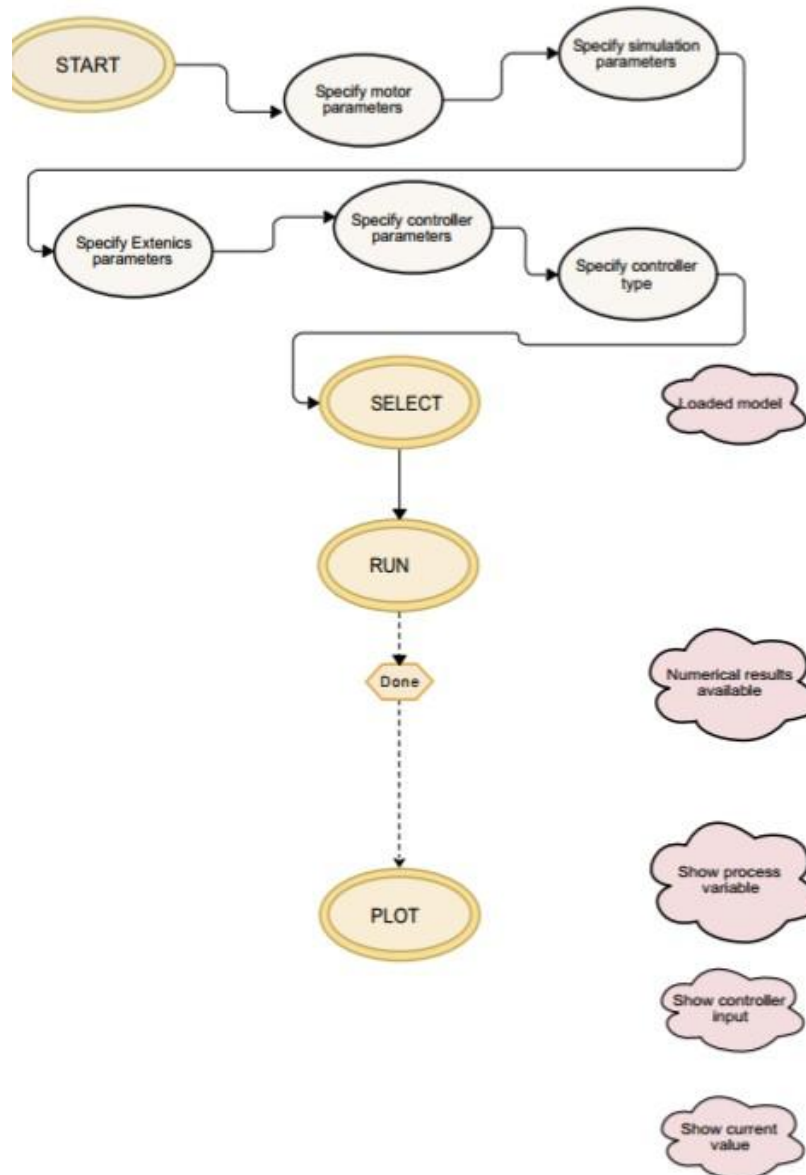 START
Specify motor
parameters
Specify simulation
parameters
Specify Extenics
parameters
Specify controller
parameters
Specify controller
type
SELECT
Loaded model
RUN
Done
Numerical results
available
Show process
variable
PLOT
Show controller
input
Show current
value